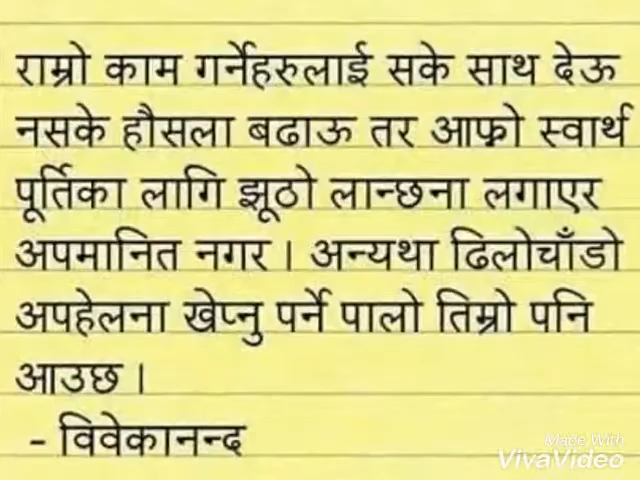 राम्रो काम गर्नेहरुलाई सके साथ देऊ
नसके हौसला बढाऊ तर आफ्नो स्वार्थ
पूर्तिका लागि झूठो लान्छना लगाएर
अपमानित नगर । अन्यथा ढिलोचाँडो
अपहेलना खेप्नु पर्ने पालो तिम्रो पनि
आउछ ।
- विवेकानन्द
Made With
VivaVideo